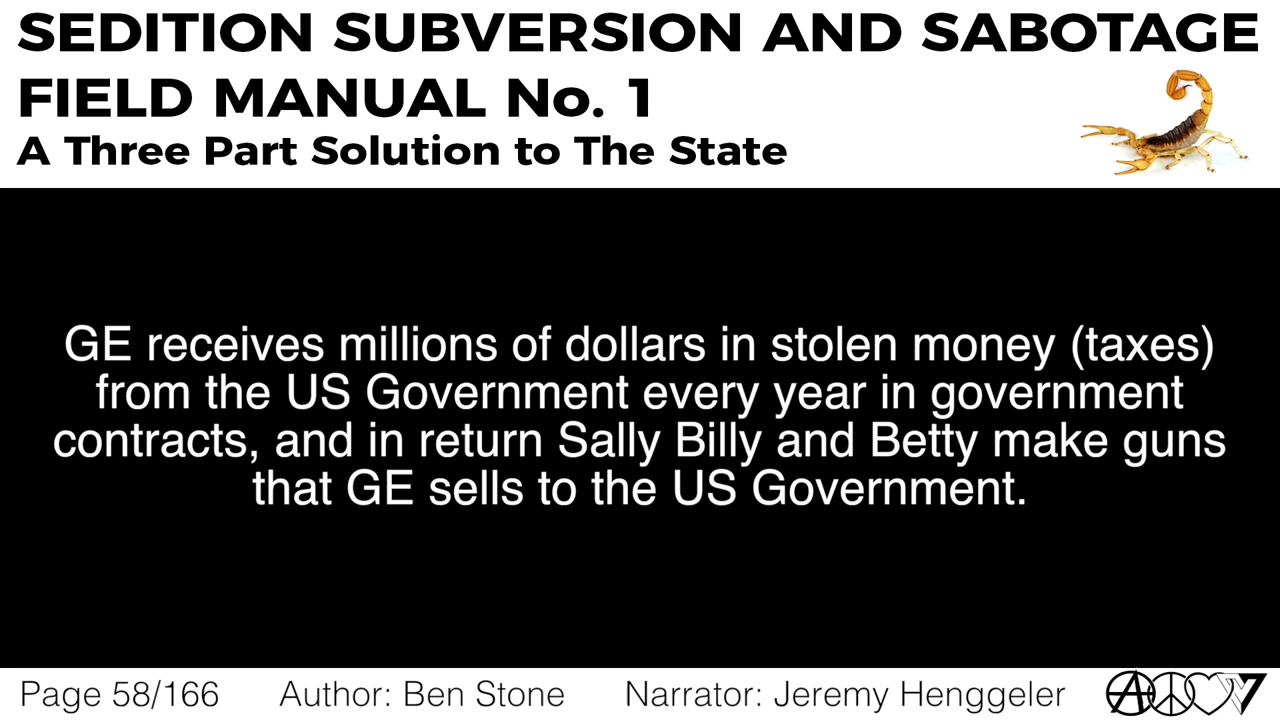 SEDITION SUBVERSION AND SABOTAGE
FIELD MANUAL No. 1
A Three Part Solution to The State
GE receives millions of dollars in stolen money (taxes)
from the US Government every year in government
contracts, and in return Sally Billy and Betty make guns
that GE sells to the US Government.
Page 58/166 Author: Ben Stone Narrator: Jeremy Henggeler